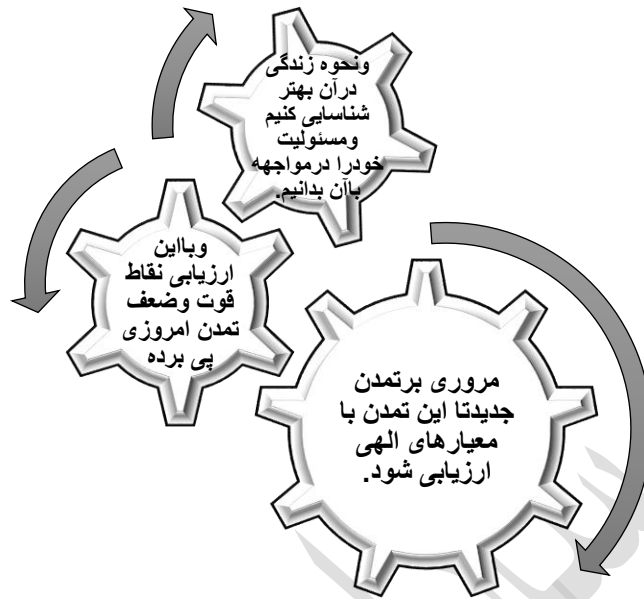 مروری برتمدن
جدیدتا این تمدن با
معیارهای الهی
ارزیابی شود.
وبااین
ارزیابی نقاط
قوت وضعف
تمدن امروزی
پی برده
ونحوه زندگی
درآن بهتر
شناسایی کنیم
ومسئولیت
خودرا درمواجهه
باآن بدانیم.